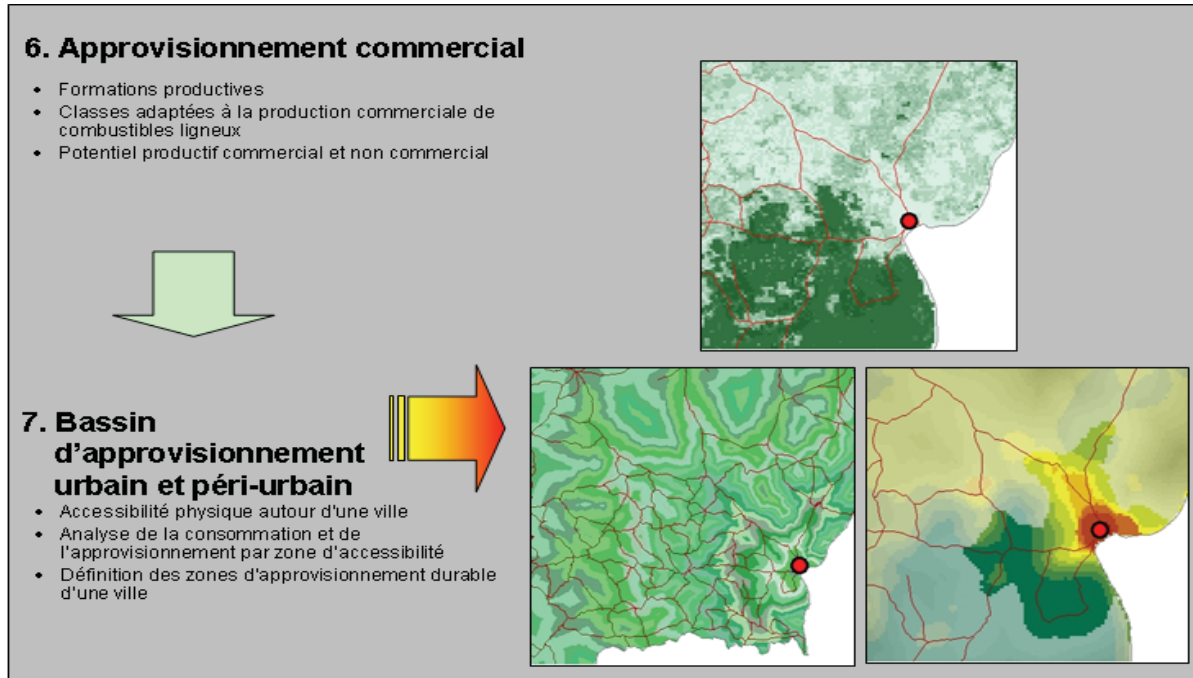 6. Approvisionnement commercial
• Formations productives
• Classes adaptées à la production commerciale de
combustibles ligneux
• Potentiel productif commercial et non commercial
7. Bassin
d'approvisionnement
urbain et péri-urbain
• Accessibilité physique autour d'une ville
• Analyse de la consommation et de
l'approvisionnement par zone d'accessibilité
• Définition des zones d'approvisionnement durable
d'une ville